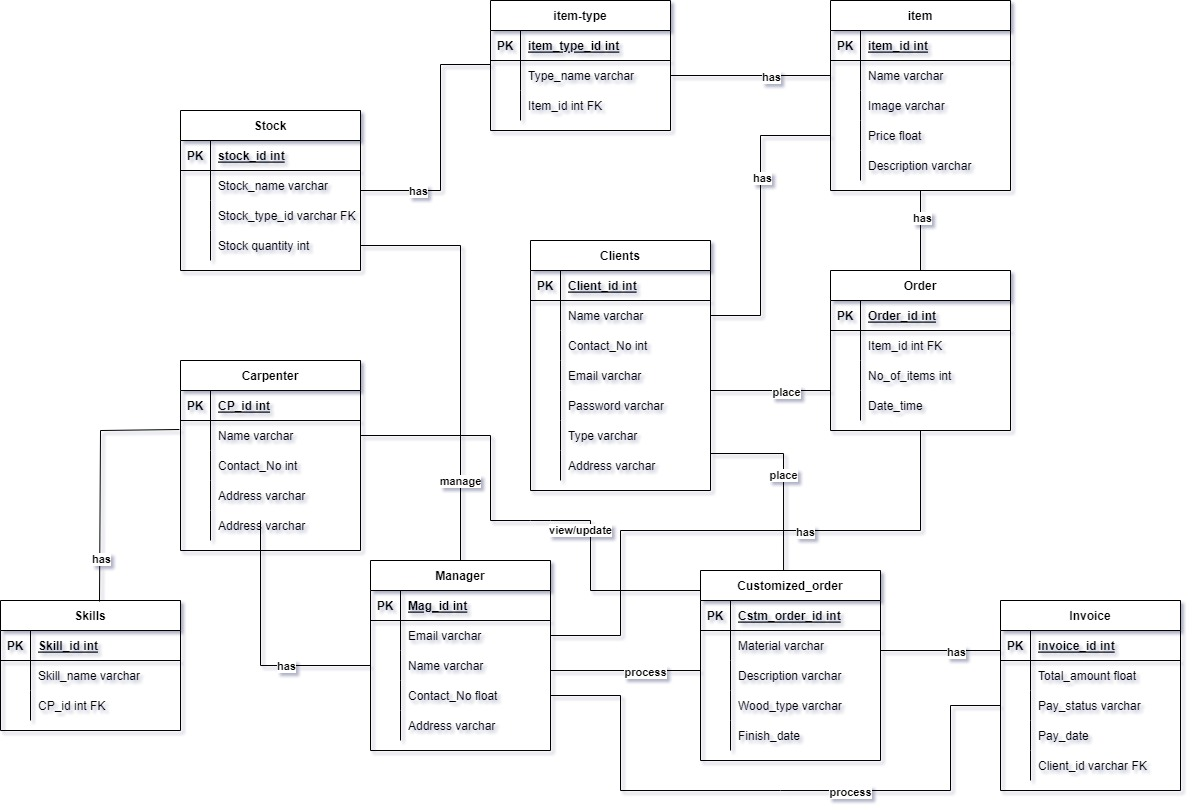 item-type
PK item_type_id int
Type_name varchar
Item_id int FK
has
item
PK item_id int
Name varchar
Image varchar
Price float
Description varchar
Stock
PK stock_id int
Stock_name varchar
Stock_type_id varchar FK
Stock quantity int
has
has
has
Clients
PK Client_id int
Name varchar
Contact_No int
Email varchar
Password varchar
Type varchar
Address varchar
Order
PK Order_id int
Item_id int FK
No_of_items int
Date_time
place
place
Carpenter
PK CP_id int
Name varchar
Contact_No int
Address varchar
Address varchar
manage
view/update
has
has
Manager
PK Mag_id int
Email varchar
Name varchar
Contact_No float
Address varchar
Skills
PK Skill_id int
Skill_name varchar
CP_id int FK
has
process
Customized_order
PK Cstm_order_id int
Material varchar
Description varchar
Wood_type varchar
Finish_date
has
Invoice
PK invoice_id int
Total_amount float
Pay_status varchar
Pay_date
Client_id varchar FK
process